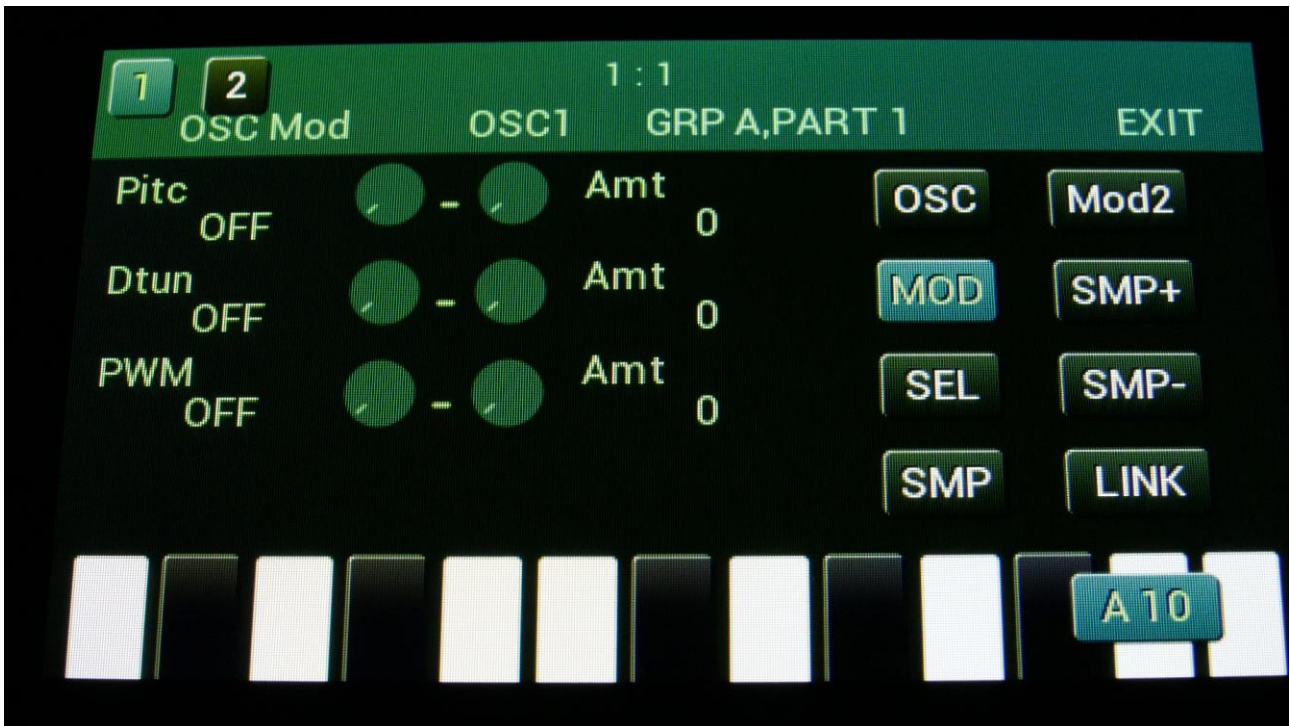 1 2 1 : 1
OSC Mod OSC1 GRP A,PART 1 EXIT
Pitc - Amt OSC Mod2
OFF 0
Dtun - Amt MOD SMP+
OFF 0
PWM - Amt SEL SMP-
OFF 0
SMP LINK
A 10